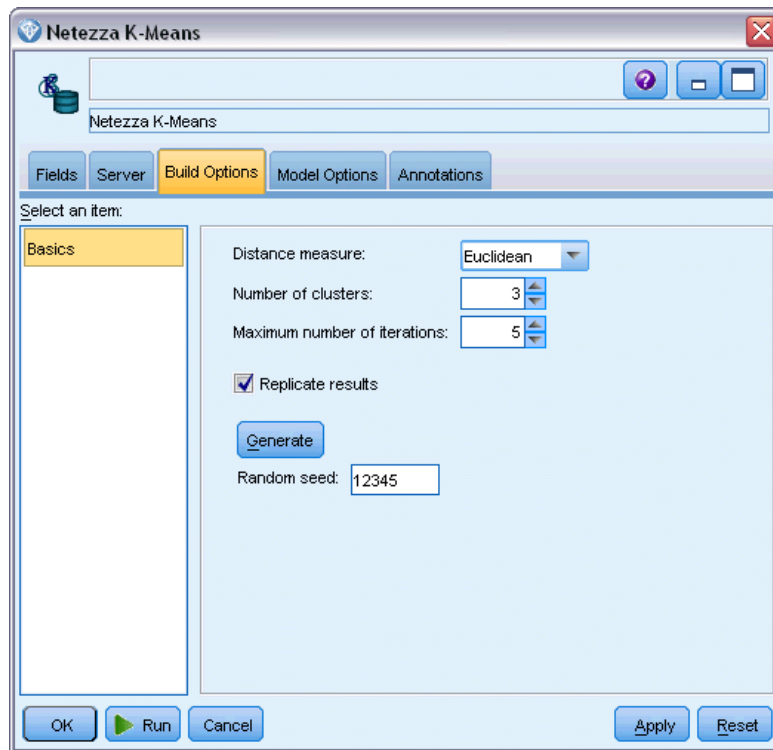 Netezza K-Means
Netezza K-Means
Fields Server Build Options Model Options Annotations
Select an item:
Basics
Distance measure: Euclidean
Number of clusters: 3
Maximum number of iterations: 5
Replicate results
Generate
Random seed: 12345
OK Run Cancel Apply Reset